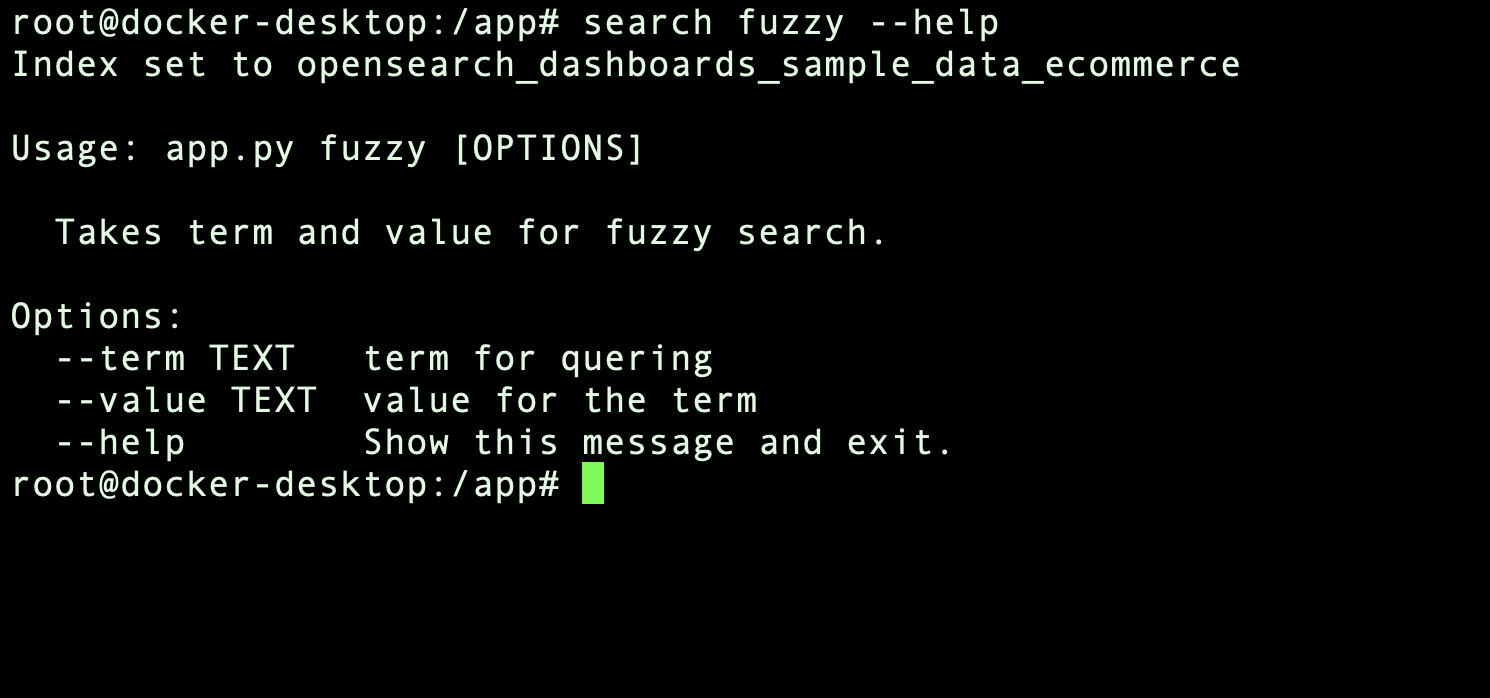 root@docker-desktop:/app# search fuzzy --help
Index set to opensearch_dashboards_sample_data_ecommerce
Usage: app.py fuzzy [OPTIONS]
Takes term and value for fuzzy search.
Options:
--term TEXT term for quering
--value TEXT value for the term
--help Show this message and exit.
root@docker-desktop:/app#